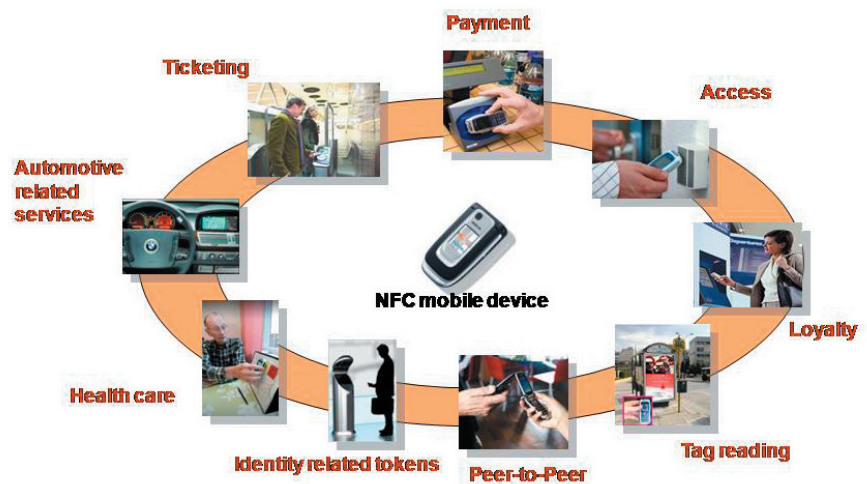 Payment
Ticketing
Access
Automotive
related
services
NFC mobile device
Loyalty
Health care
Tag reading
Identity related tokens
Peer-to-Peer